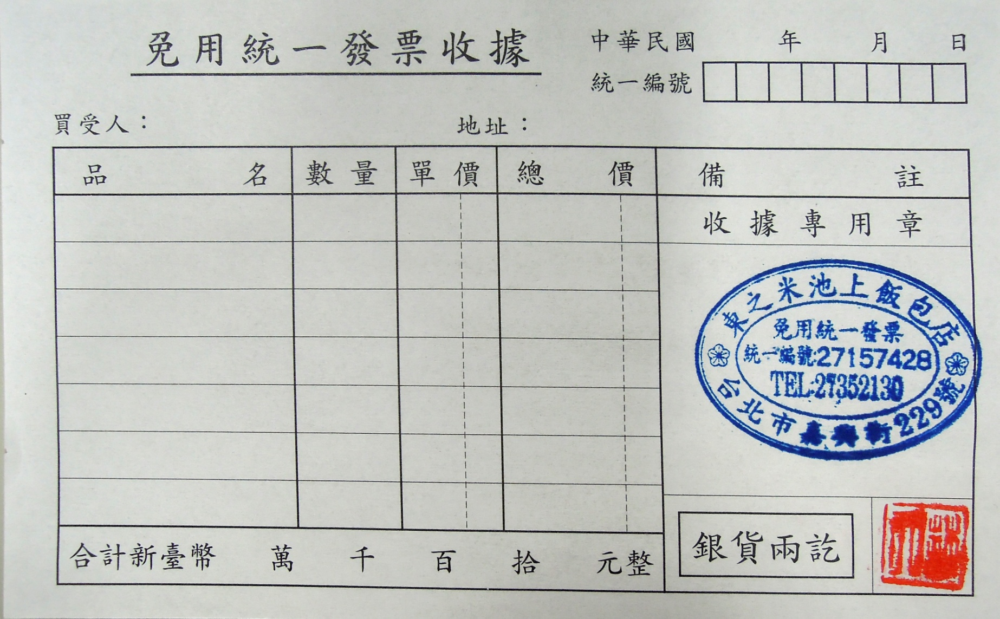 免用統一發票收據
中華民國 年 月 日
統一編號
買受人： 地址：
品名 數量 單價 總價 備註
收據專用章
東之米池上飯包店
免用統一發票
統一編號:27157428
TEL:27352130
台北市嘉興街229號
合計新臺幣 萬 千 百 拾 元整
銀貨兩訖